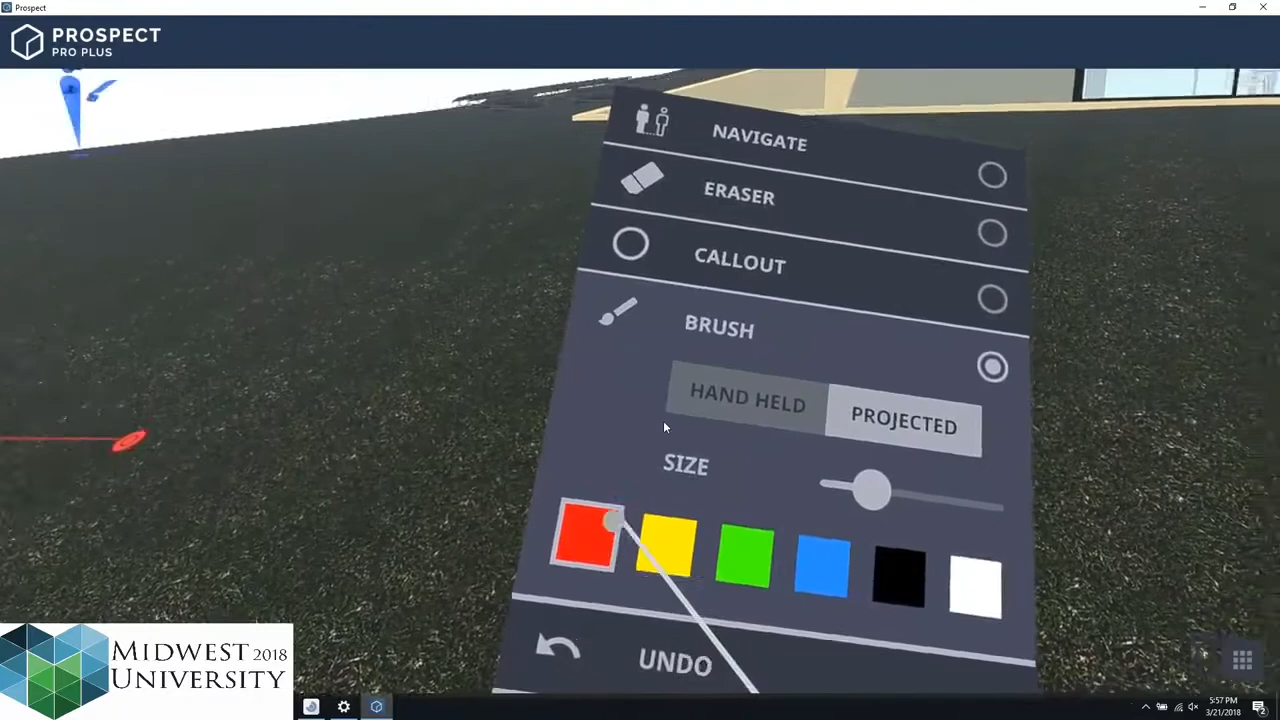 Prospect
PROSPECT
PRO PLUS
NAVIGATE
ERASER
CALLOUT
BRUSH
HAND HELD
PROJECTED
SIZE
UNDO
MIDWEST 2018
UNIVERSITY
5:57 PM
3/21/2018
2